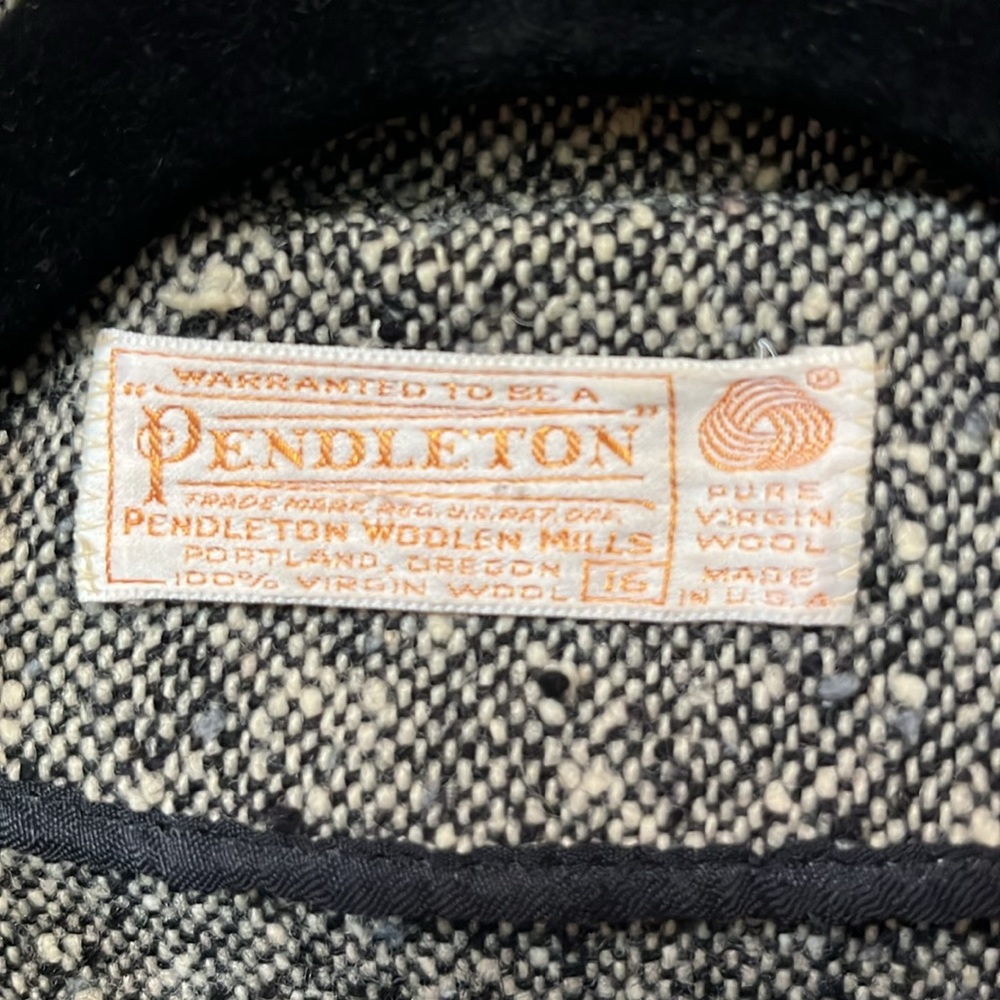 WARRANTED TO BE A
"PENDLETON"
TRADE MARK REG. U.S. PAT. OFF.
PENDLETON WOOLEN MILLS
PORTLAND, OREGON
100% VIRGIN WOOL 16
PURE
VIRGIN
WOOL
MADE
IN U.S.A.